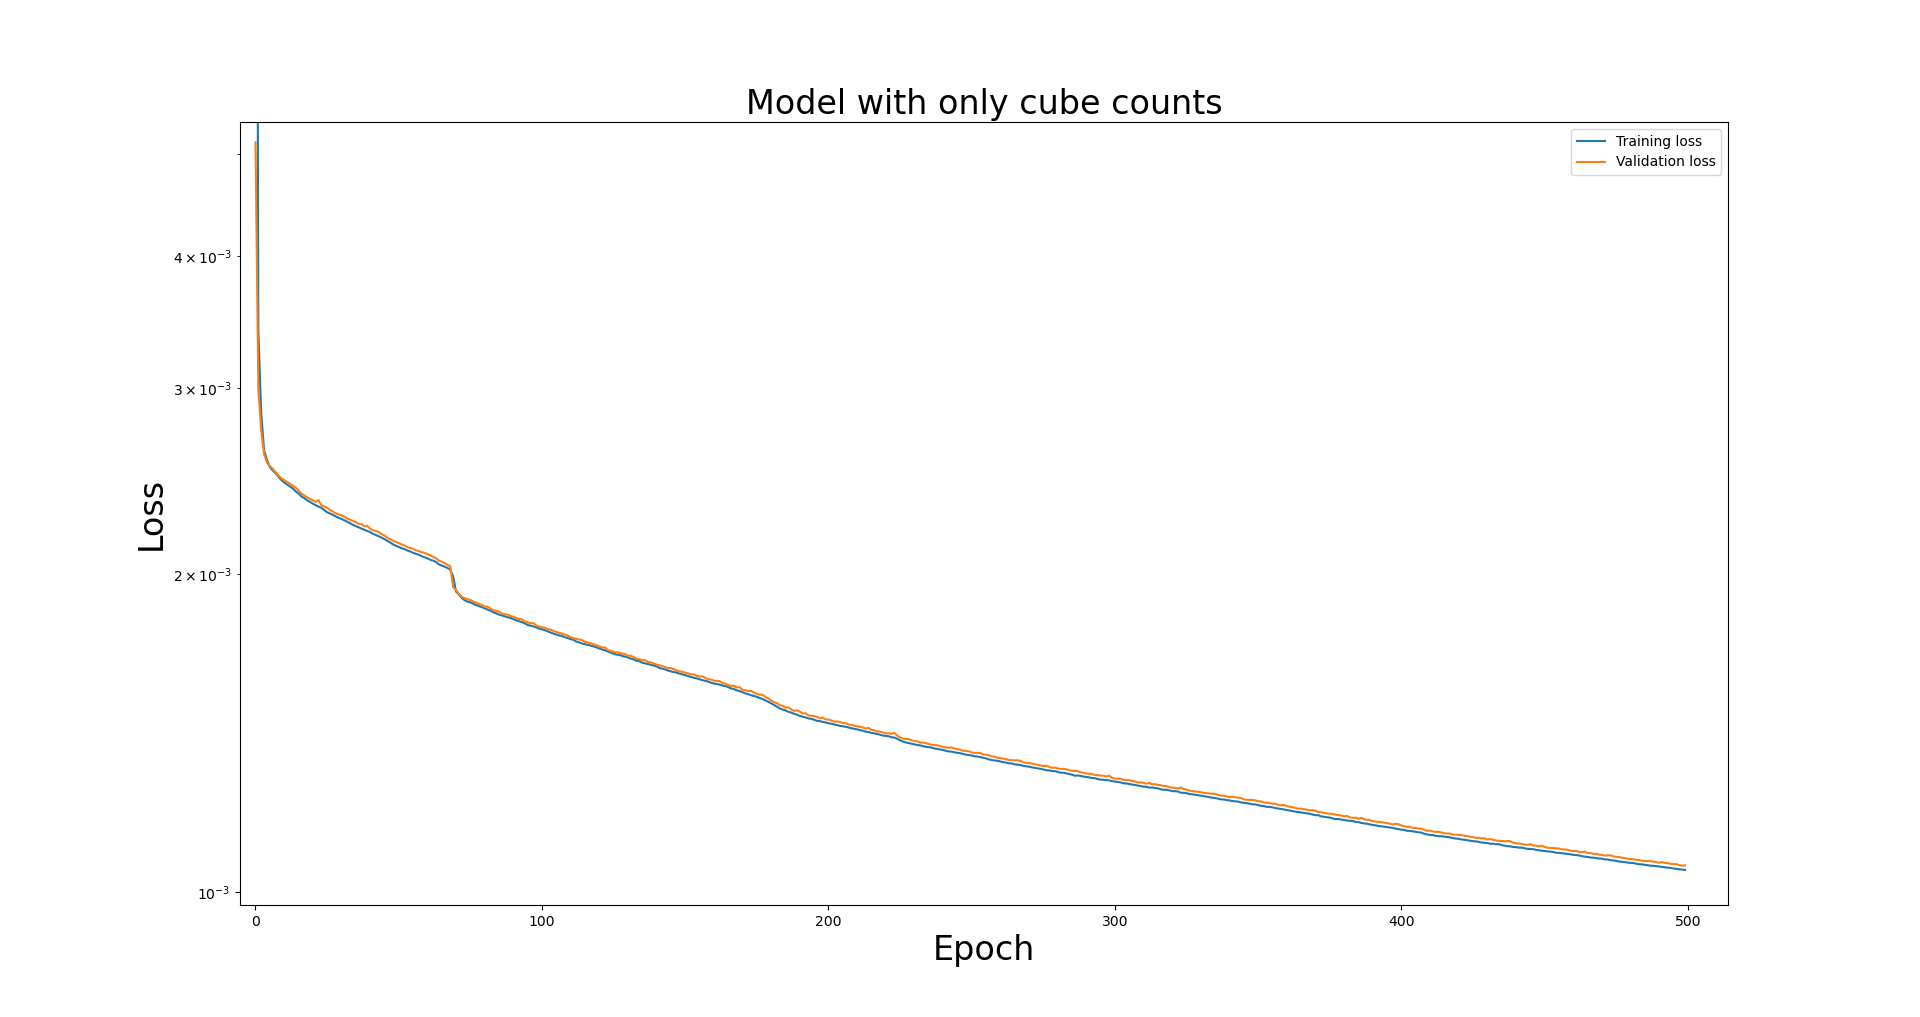 Model with only cube counts
Training loss
Validation loss
4 × 10⁻³
3 × 10⁻³
2 × 10⁻³
10⁻³
Loss
0 100 200 300 400 500
Epoch